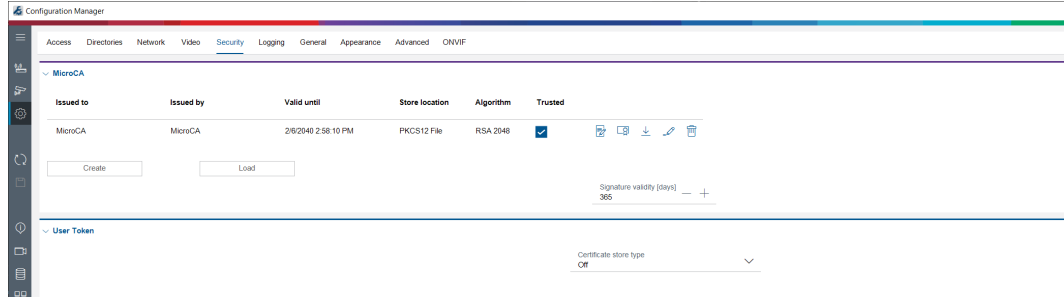 Configuration Manager
Access Directories Network Video Security Logging General Appearance Advanced ONVIF
MicroCA
Issued to Issued by Valid until Store location Algorithm Trusted
MicroCA MicroCA 2/6/2040 2:58:10 PM PKCS12 File RSA 2048
Create Load
Signature validity [days]
365
User Token
Certificate store type
Off